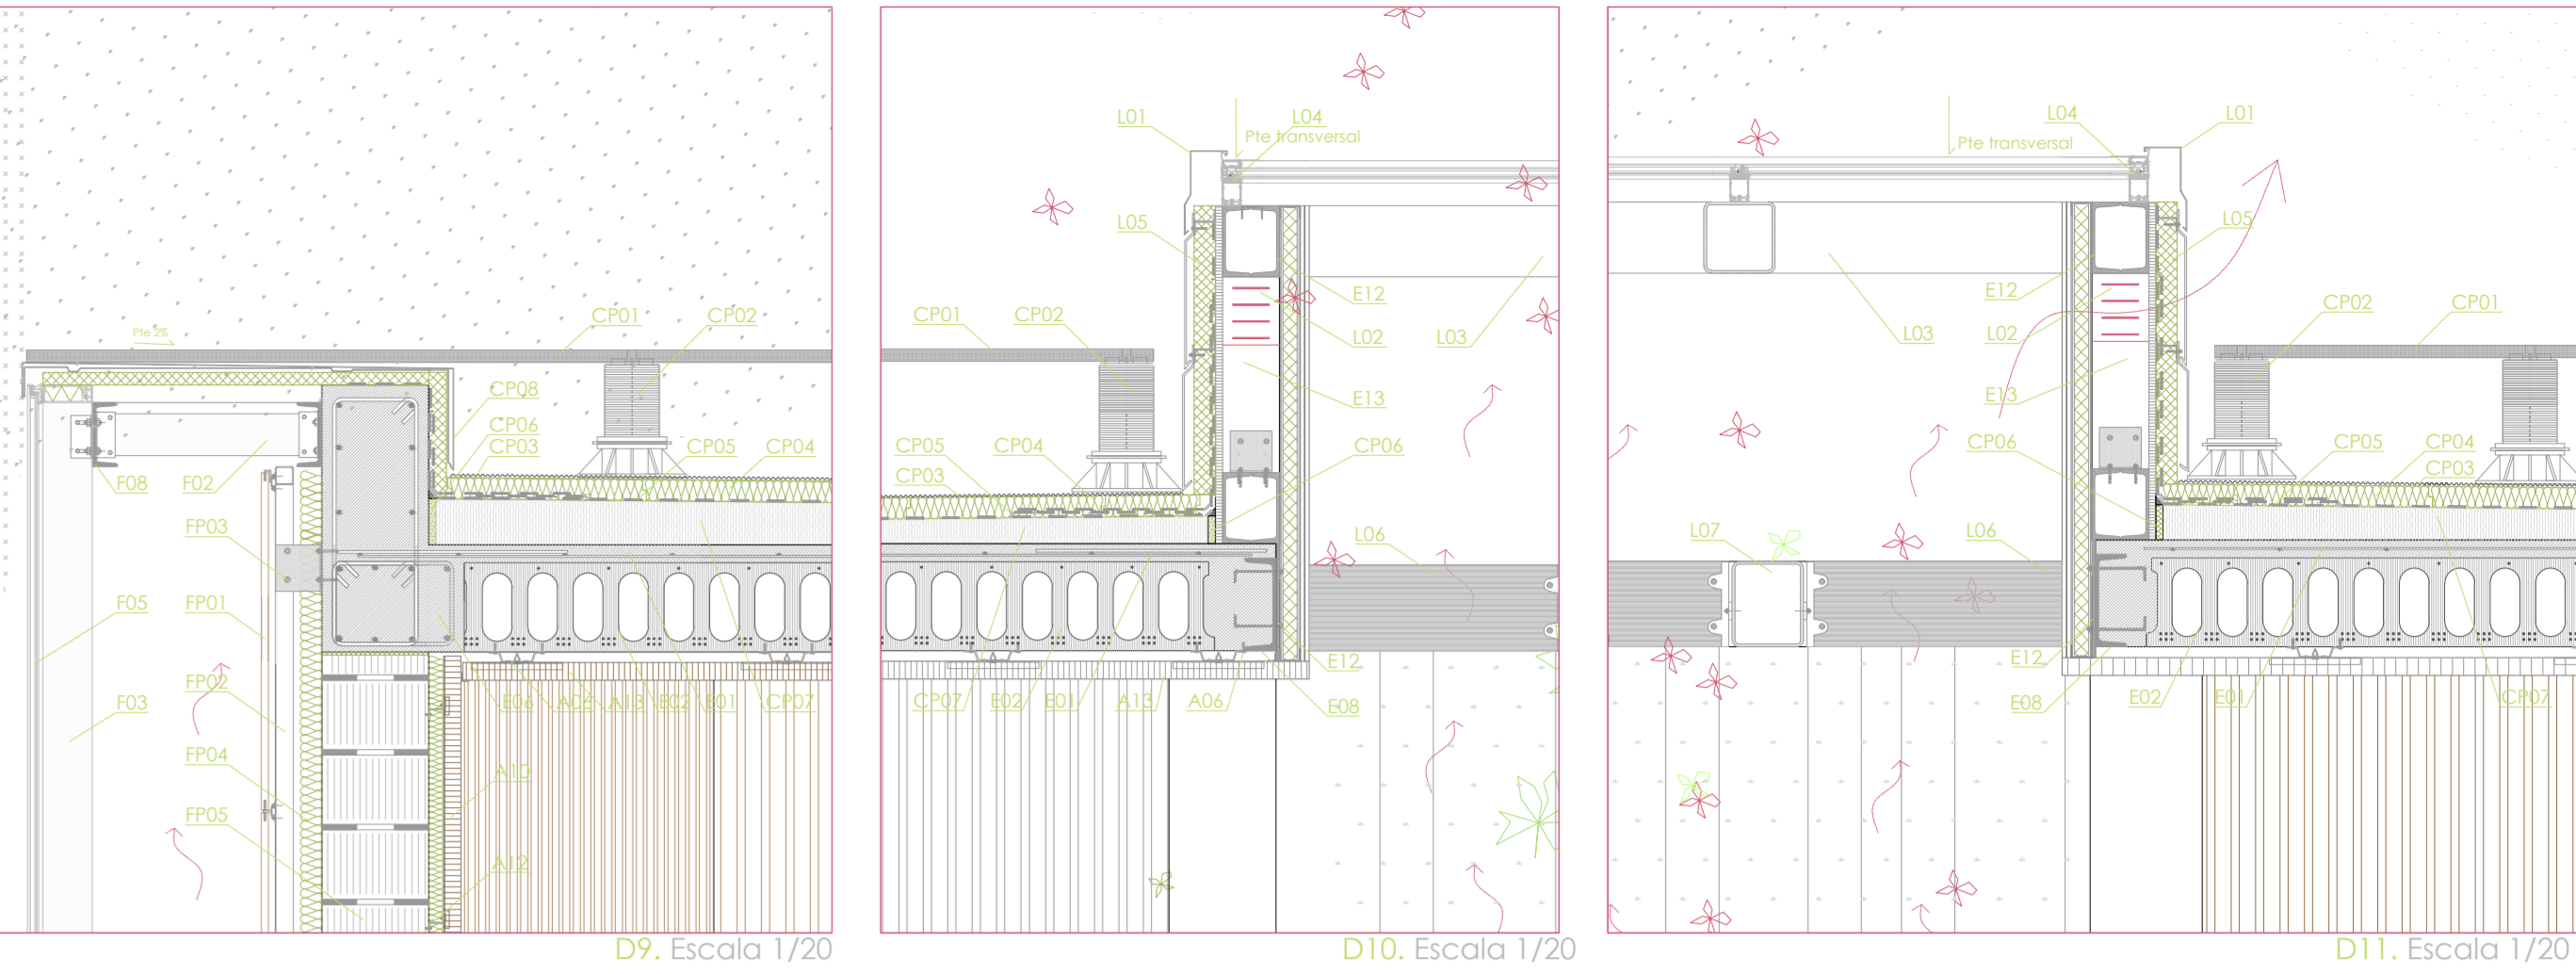 Pte 2%
CP01
CP02
CP08
CP06
CP03
CP05
CP04
F08
F02
FP03
F05
FP01
FP02
F03
E06
A06
A13
E02
E01
CP07
FP04
A10
FP05
A12
D9. Escala 1/20
L01
L04
Pte transversal
L05
E12
CP01
CP02
L02
L03
E13
CP05
CP04
CP06
CP03
L06
E12
CP07
E02
E01
A13
A06
E08
D10. Escala 1/20
L04
L01
Pte transversal
L05
E12
CP02
CP01
L02
L03
E13
CP06
CP05
CP04
CP03
L07
L06
E12
E08
E02
E01
CP07
D11. Escala 1/20